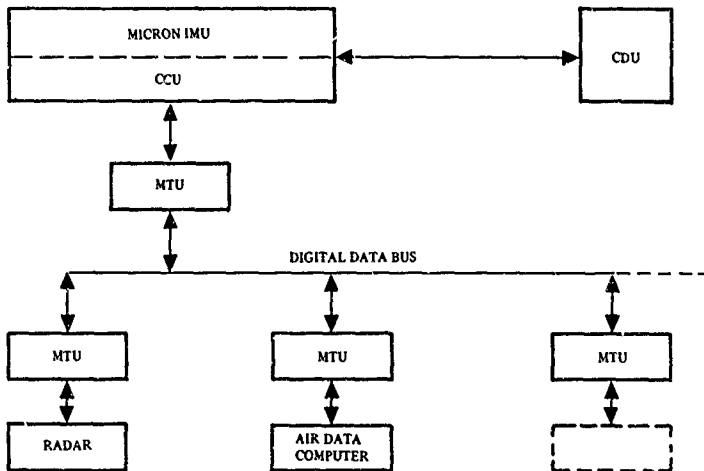 MICRON IMU
CCU
CDU
MTU
DIGITAL DATA BUS
MTU
MTU
MTU
RADAR
AIR DATA
COMPUTER